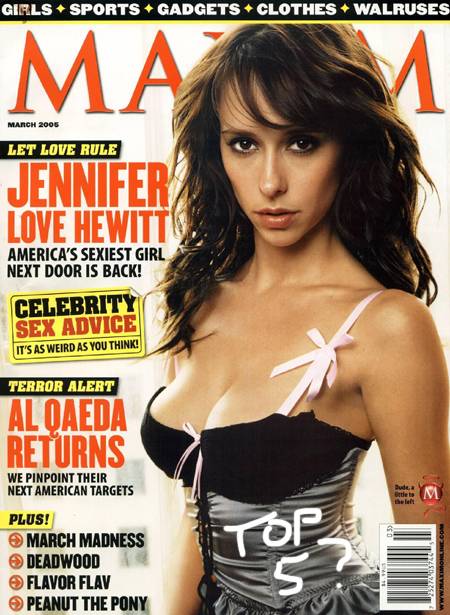 GIRLS ✦ SPORTS ✦ GADGETS ✦ CLOTHES ✦ WALRUSES
MAXIM
MARCH 2005
LET LOVE RULE
JENNIFER
LOVE HEWITT
AMERICA'S SEXIEST GIRL
NEXT DOOR IS BACK!
CELEBRITY
SEX ADVICE
IT'S AS WEIRD AS YOU THINK!
TERROR ALERT
AL QAEDA
RETURNS
WE PINPOINT THEIR
NEXT AMERICAN TARGETS
PLUS!
MARCH MADNESS
DEADWOOD
FLAVOR FLAV
PEANUT THE PONY
TOP
5?
Dude, a
little to
the left
M
03>
WWW.MAXIMONLINE.COM